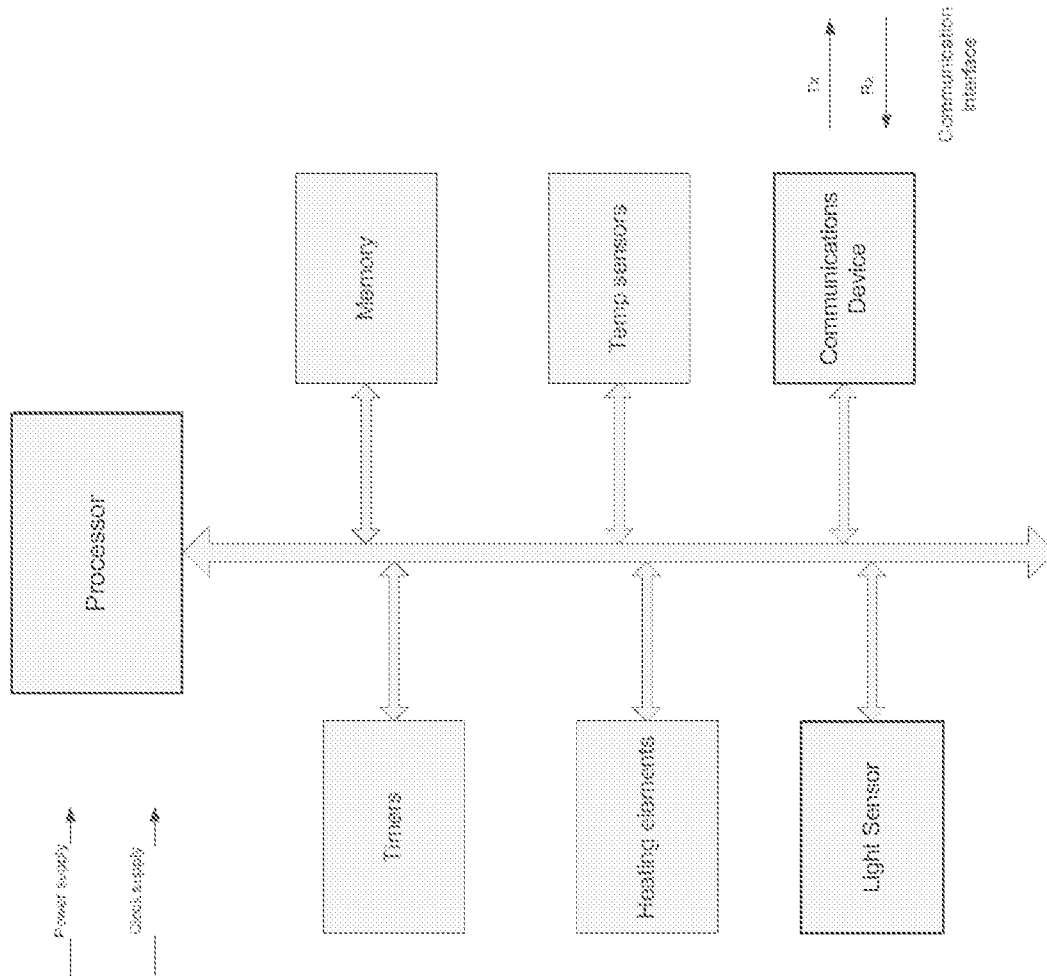 Power supply
Clock supply
Processor
Timers
Memory
Heating elements
Temp sensors
Light Sensor
Communications
Device
Tx
Rx
Communication
Interface